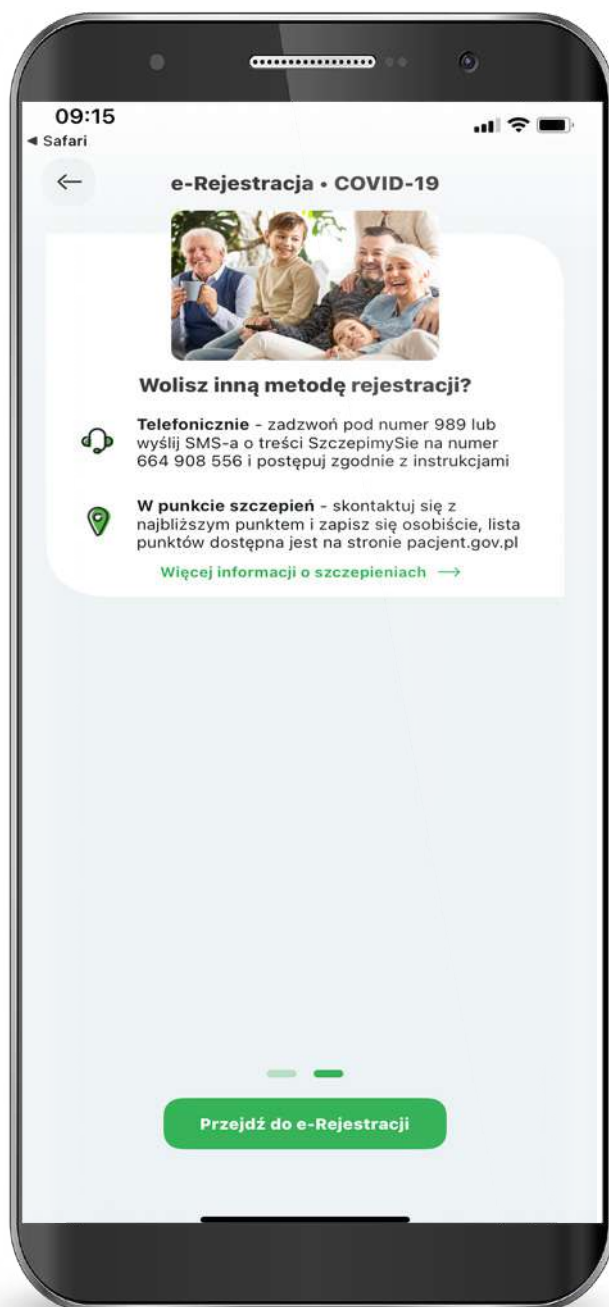 09:15
◄ Safari
e-Rejestracja • COVID-19
Wolisz inną metodę rejestracji?
Telefonicznie - zadzwoń pod numer 989 lub
wyślij SMS-a o treści SzczepimySie na numer
664 908 556 i postępuj zgodnie z instrukcjami
W punkcie szczepień - skontaktuj się z
najbliższym punktem i zapisz się osobiście, lista
punktów dostępna jest na stronie pacjent.gov.pl
Więcej informacji o szczepieniach →
Przejdź do e-Rejestracji